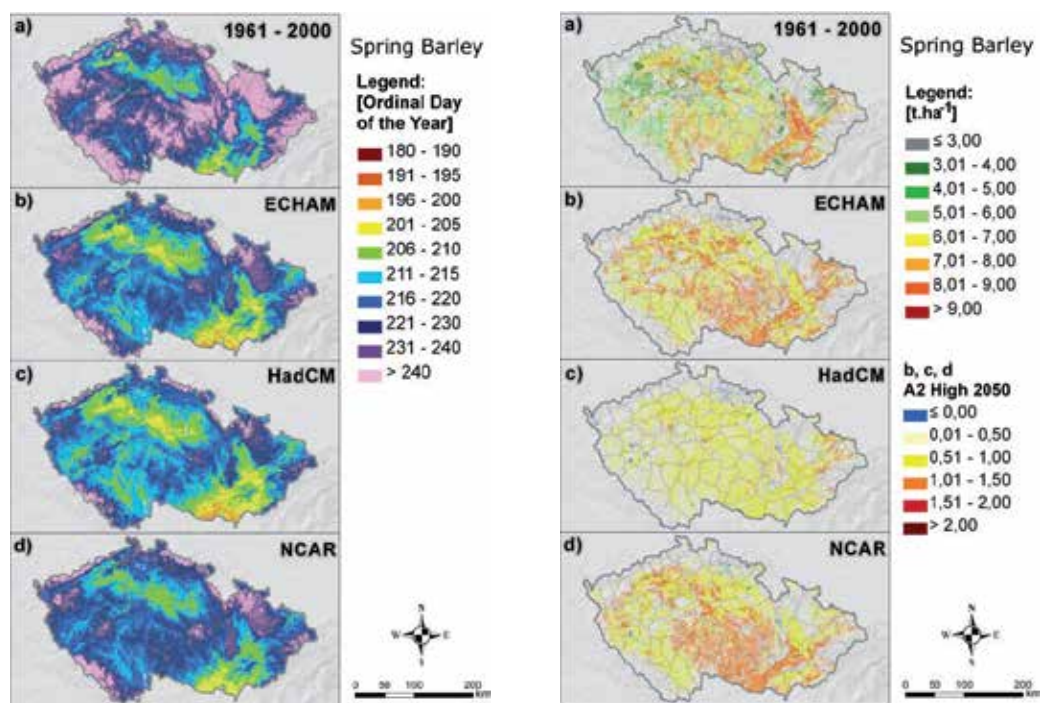 a)
1961 - 2000
b)
ECHAM
c)
HadCM
d)
NCAR
Spring Barley
Legend:
[Ordinal Day
of the Year]
180 - 190
191 - 195
196 - 200
201 - 205
206 - 210
211 - 215
216 - 220
221 - 230
231 - 240
> 240
N
W E
S
0 50 100 200
km
a)
1961 - 2000
b)
ECHAM
c)
HadCM
d)
NCAR
Spring Barley
Legend:
[t.ha⁻¹]
≤ 3,00
3,01 - 4,00
4,01 - 5,00
5,01 - 6,00
6,01 - 7,00
7,01 - 8,00
8,01 - 9,00
> 9,00
b, c, d
A2 High 2050
≤ 0,00
0,01 - 0,50
0,51 - 1,00
1,01 - 1,50
1,51 - 2,00
> 2,00
N
W E
S
0 50 100 200
km